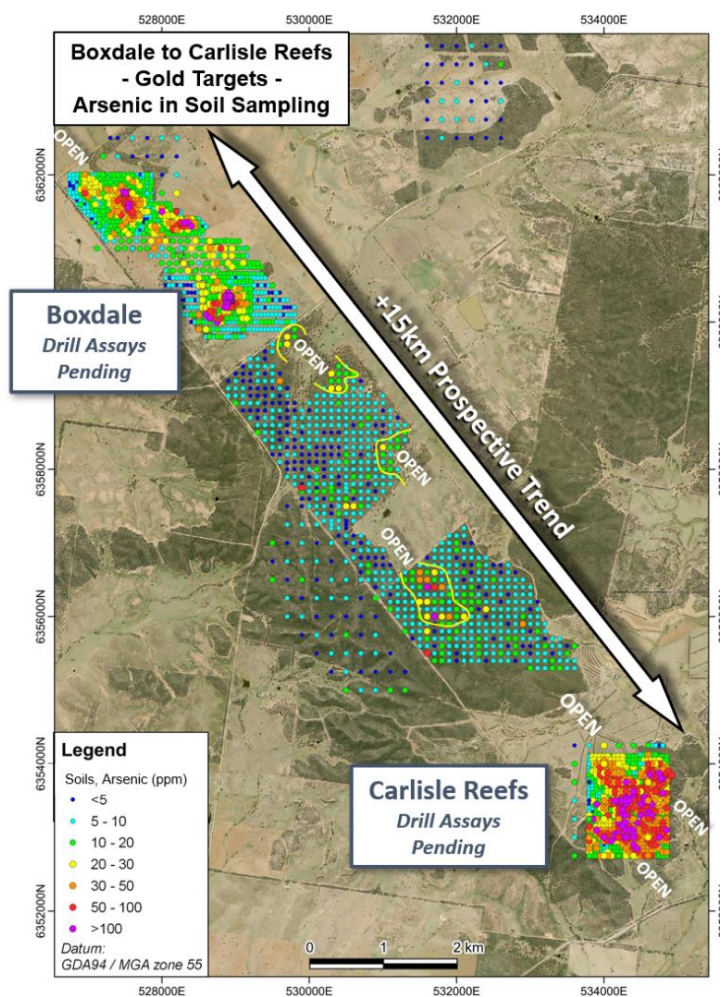 528000E 530000E 532000E 534000E
Boxdale to Carlisle Reefs
- Gold Targets -
Arsenic in Soil Sampling
OPEN
6362000N
+15km Prospective Trend
Boxdale
Drill Assays
Pending
OPEN
OPEN
6358000N
OPEN
6356000N
OPEN
6354000N
Carlisle Reefs
Drill Assays
Pending
OPEN
OPEN
6352000N
Legend
Soils, Arsenic (ppm)
<5
5 - 10
10 - 20
20 - 30
30 - 50
50 - 100
>100
Datum:
GDA94 / MGA zone 55
0 1 2 km
528000E 530000E 532000E 534000E